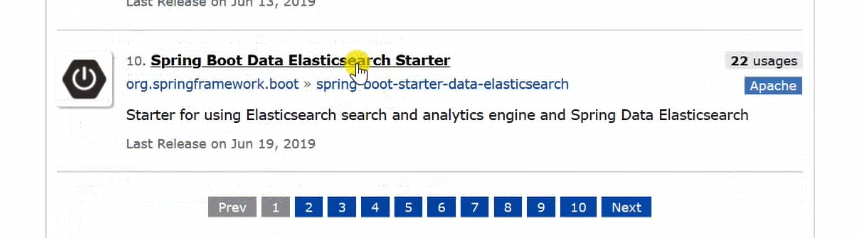 Last Release on Jun 13, 2019
10. Spring Boot Data Elasticsearch Starter
22 usages
org.springframework.boot » spring-boot-starter-data-elasticsearch
Apache
Starter for using Elasticsearch search and analytics engine and Spring Data Elasticsearch
Last Release on Jun 19, 2019
Prev 1 2 3 4 5 6 7 8 9 10 Next